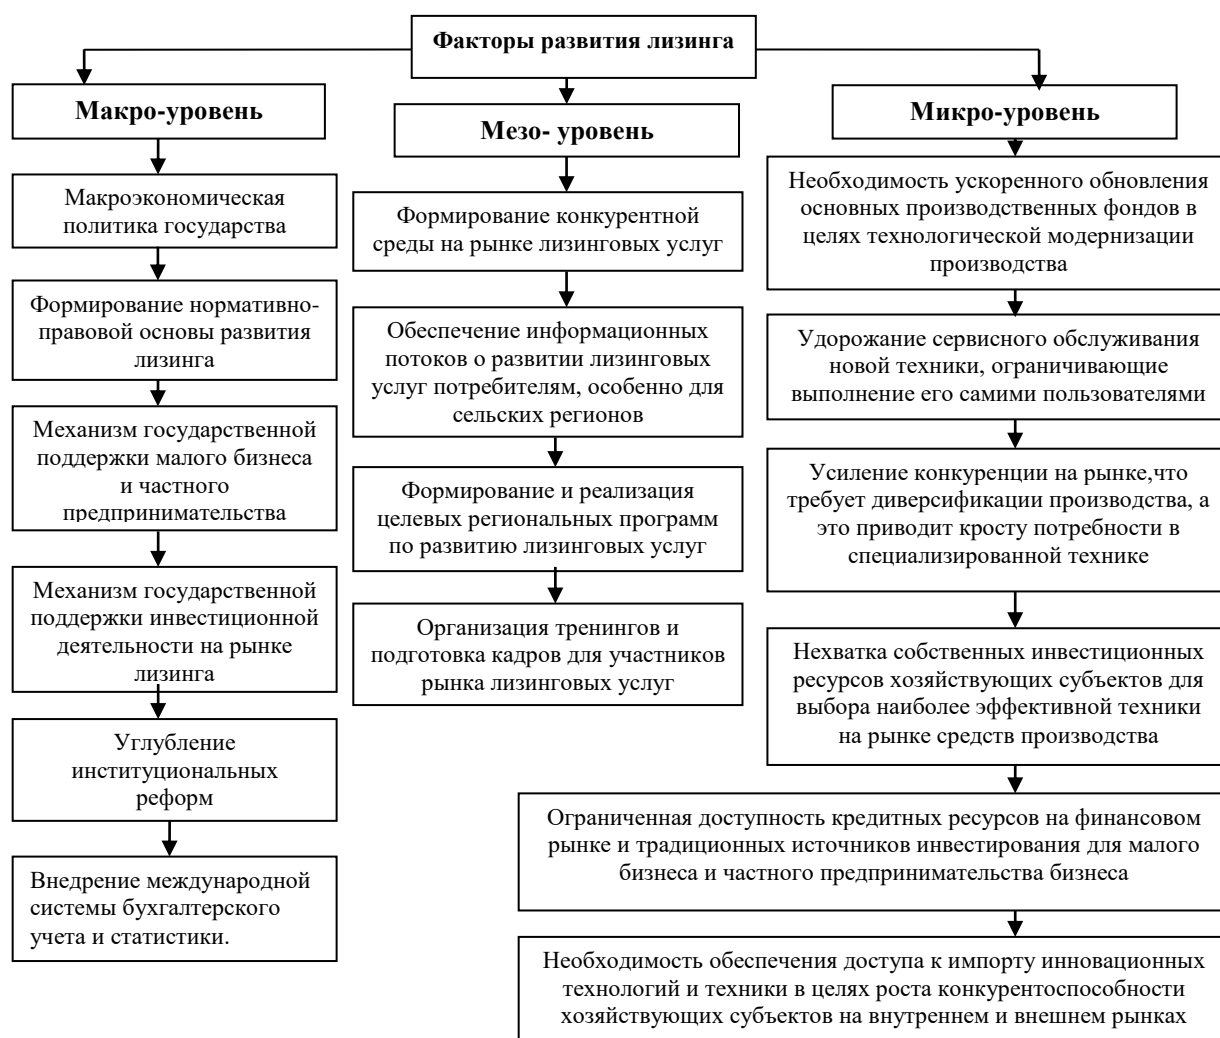 Факторы развития лизинга
Макро-уровень
Макроэкономическая
политика государства
Формирование нормативно-
правовой основы развития
лизинга
Механизм государственной
поддержки малого бизнеса
и частного
предпринимательства
Механизм государственной
поддержки инвестиционной
деятельности на рынке
лизинга
Углубление
институциональных
реформ
Внедрение международной
системы бухгалтерского
учета и статистики.
Мезо- уровень
Формирование конкурентной
среды на рынке лизинговых услуг
Обеспечение информационных
потоков о развитии лизинговых
услуг потребителям, особенно для
сельских регионов
Формирование и реализация
целевых региональных программ
по развитию лизинговых услуг
Организация тренингов и
подготовка кадров для участников
рынка лизинговых услуг
Микро-уровень
Необходимость ускоренного обновления
основных производственных фондов в
целях технологической модернизации
производства
Удорожание сервисного обслуживания
новой техники, ограничивающие
выполнение его самими пользователями
Усиление конкуренции на рынке,что
требует диверсификации производства, а
это приводит кросту потребности в
специализированной технике
Нехватка собственных инвестиционных
ресурсов хозяйствующих субъектов для
выбора наиболее эффективной техники
на рынке средств производства
Ограниченная доступность кредитных ресурсов на финансовом
рынке и традиционных источников инвестирования для малого
бизнеса и частного предпринимательства бизнеса
Необходимость обеспечения доступа к импорту инновационных
технологий и техники в целях роста конкурентоспособности
хозяйствующих субъектов на внутреннем и внешнем рынках